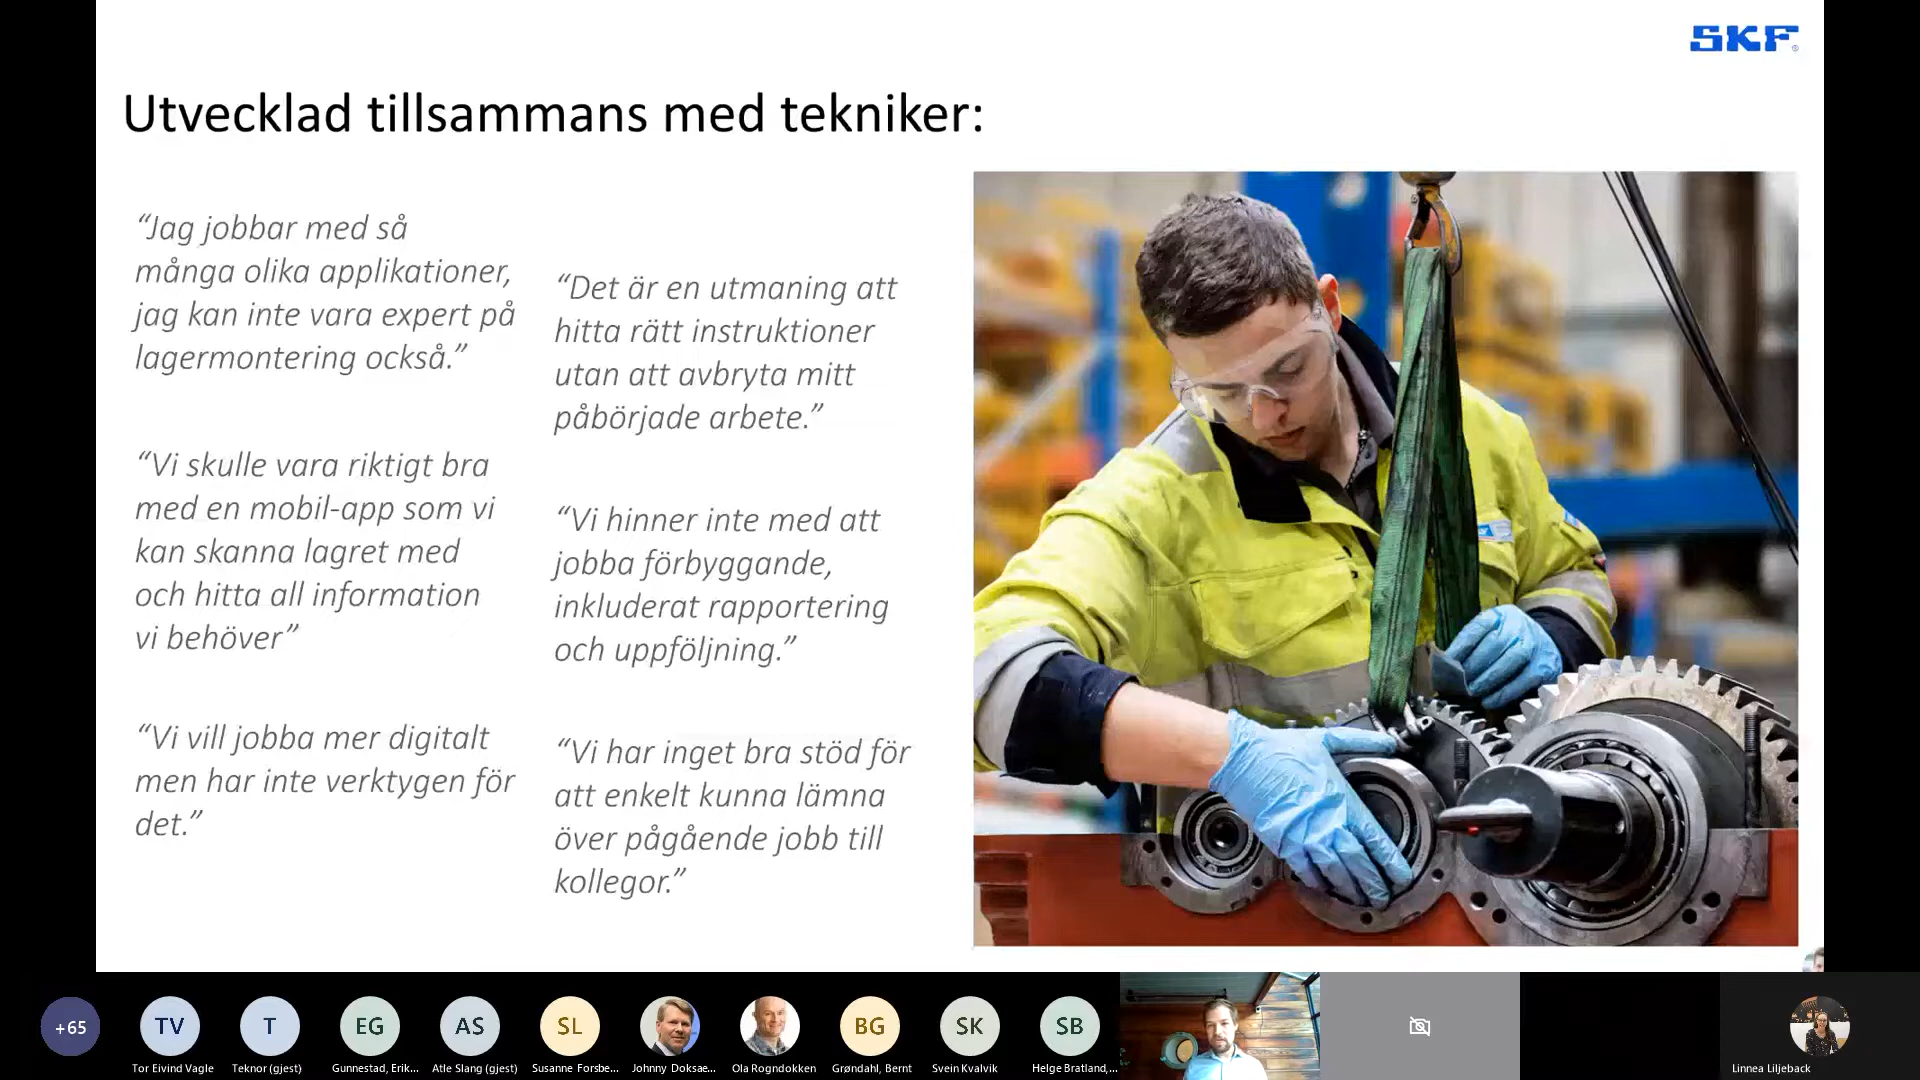 SKF
Utvecklad tillsammans med tekniker:
“Jag jobbar med så
många olika applikationer,
jag kan inte vara expert på
lagermontering också.”
“Vi skulle vara riktigt bra
med en mobil-app som vi
kan skanna lagret med
och hitta all information
vi behöver”
“Vi vill jobba mer digitalt
men har inte verktygen för
det.”
“Det är en utmaning att
hitta rätt instruktioner
utan att avbryta mitt
påbörjade arbete.”
“Vi hinner inte med att
jobba förbyggande,
inkluderat rapportering
och uppföljning.”
“Vi har inget bra stöd för
att enkelt kunna lämna
över pågående jobb till
kollegor.”
+65
TV
T
EG
AS
SL
BG
SK
SB
Tor Eivind Vagle
Teknor (gjest)
Gunnestad, Erik...
Atle Slang (gjest)
Susanne Forsbe...
Johnny Doksae...
Ola Rogndokken
Grøndahl, Bernt
Svein Kvalvik
Helge Bratland,...
Linnea Liljeback